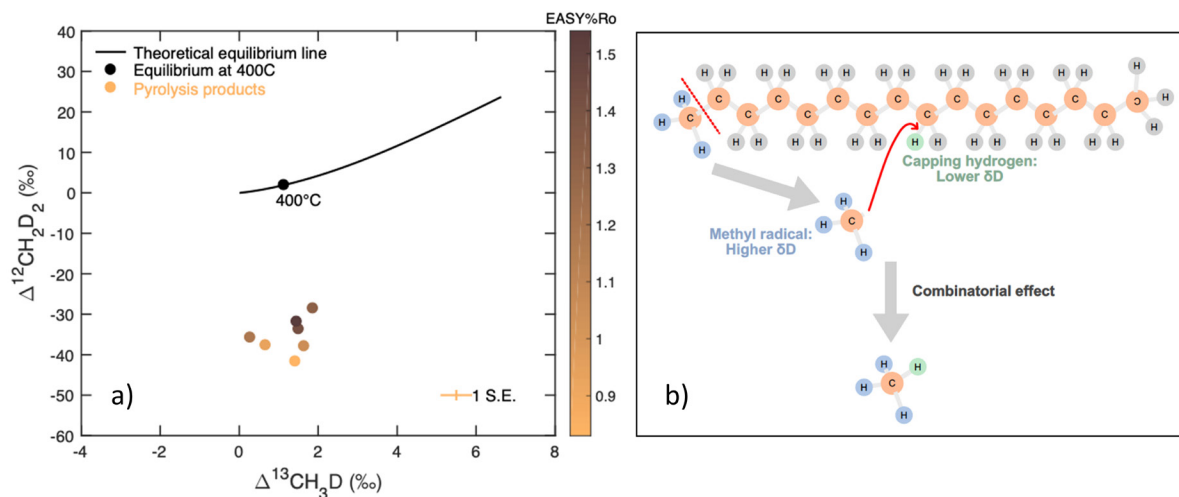 EASY%Ro
Theoretical equilibrium line
Equilibrium at 400C
Pyrolysis products
400°C
1 S.E.
a)
40
30
20
10
0
-10
-20
-30
-40
-50
-60
Δ¹²CH₂D₂ (‰)
-4
-2
0
2
4
6
8
Δ¹³CH₃D (‰)
1.5
1.4
1.3
1.2
1.1
1
0.9
H H H H H H H H H H H H H H H
H C C C C C C C C C C C C C C C H
H H H H H H H H H H H H H H H H H
Capping hydrogen:
Lower δD
H
H C
H
Methyl radical:
Higher δD
Combinatorial effect
H H
H C
H
b)